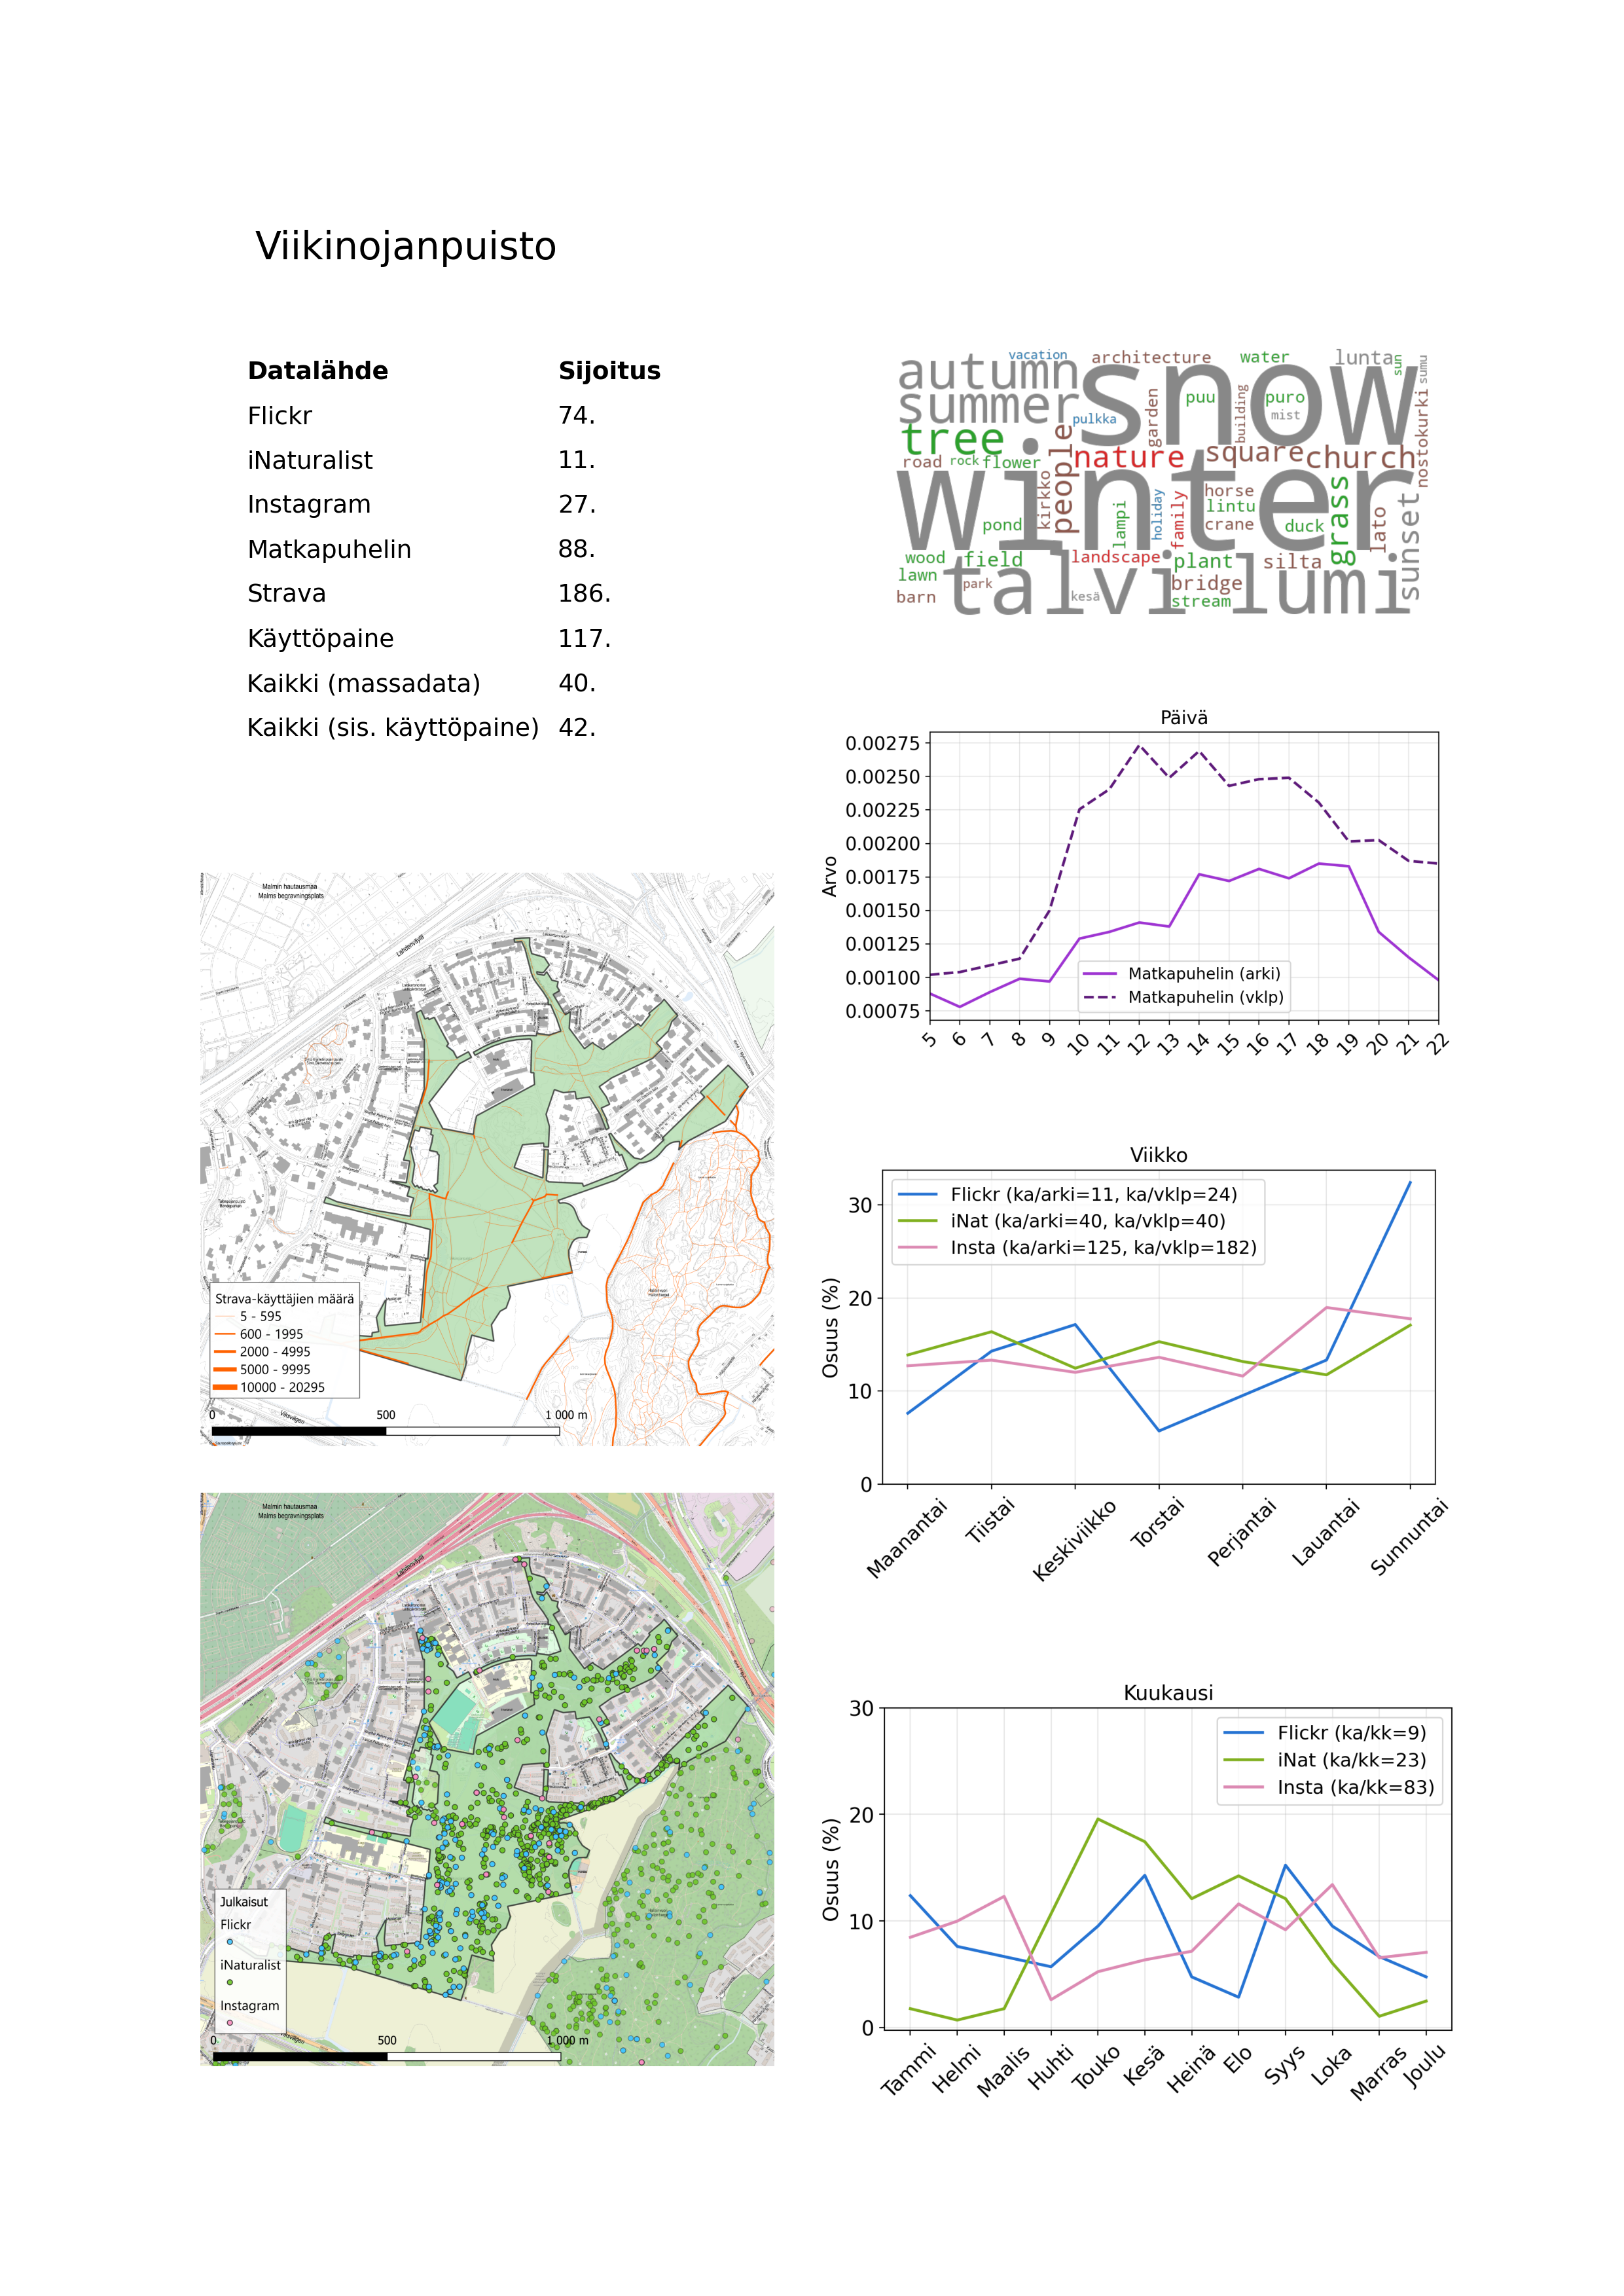 Viikinojanpuisto
Datalähde Sijoitus
Flickr 74.
iNaturalist 11.
Instagram 27.
Matkapuhelin 88.
Strava 186.
Käyttöpaine 117.
Kaikki (massadata) 40.
Kaikki (sis. käyttöpaine) 42.
vacation architecture water lunta sun sumu
autumn snow
summer pulkka garden puu building puro mist nostokurki
tree people nature square church
road rock flower
winter kirkko horse lintu crane
pond lampi holiday family duck grass lato sunset
wood field landscape plant silta
lawn park talvi kesä bridge lumi
barn stream
Päivä
Arvo
0.00275
0.00250
0.00225
0.00200
0.00175
0.00150
0.00125
0.00100
0.00075
Matkapuhelin (arki)
Matkapuhelin (vklp)
5 6 7 8 9 10 11 12 13 14 15 16 17 18 19 20 21 22
Malmin hautausmaa
Malms begravningsplats
Lahdenväylä
Strava-käyttäjien määrä
5 - 595
600 - 1995
2000 - 4995
5000 - 9995
10000 - 20295
0 500 1 000 m
Viksvägen
Viikko
Osuus (%)
30
20
10
0
Flickr (ka/arki=11, ka/vklp=24)
iNat (ka/arki=40, ka/vklp=40)
Insta (ka/arki=125, ka/vklp=182)
Maanantai Tiistai Keskiviikko Torstai Perjantai Lauantai Sunnuntai
Malmin hautausmaa
Malms begravningsplats
Lahdenväylä
Julkaisut
Flickr
iNaturalist
Instagram
0 500 1 000 m
Viksvägen
Kuukausi
Osuus (%)
30
20
10
0
Flickr (ka/kk=9)
iNat (ka/kk=23)
Insta (ka/kk=83)
Tammi Helmi Maalis Huhti Touko Kesä Heinä Elo Syys Loka Marras Joulu